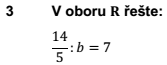 3 V oboru R řešte:
14/5 : b = 7